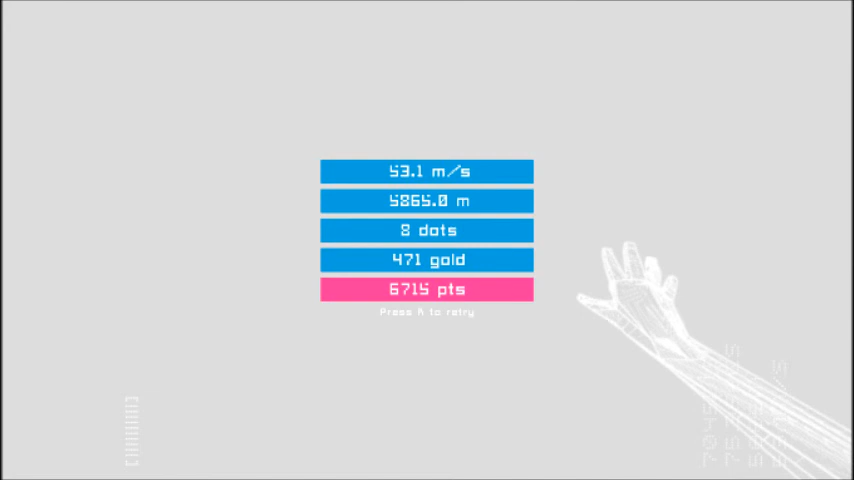 53.1 m/s
5865.0 m
8 dots
471 gold
6715 pts
Press A to retry